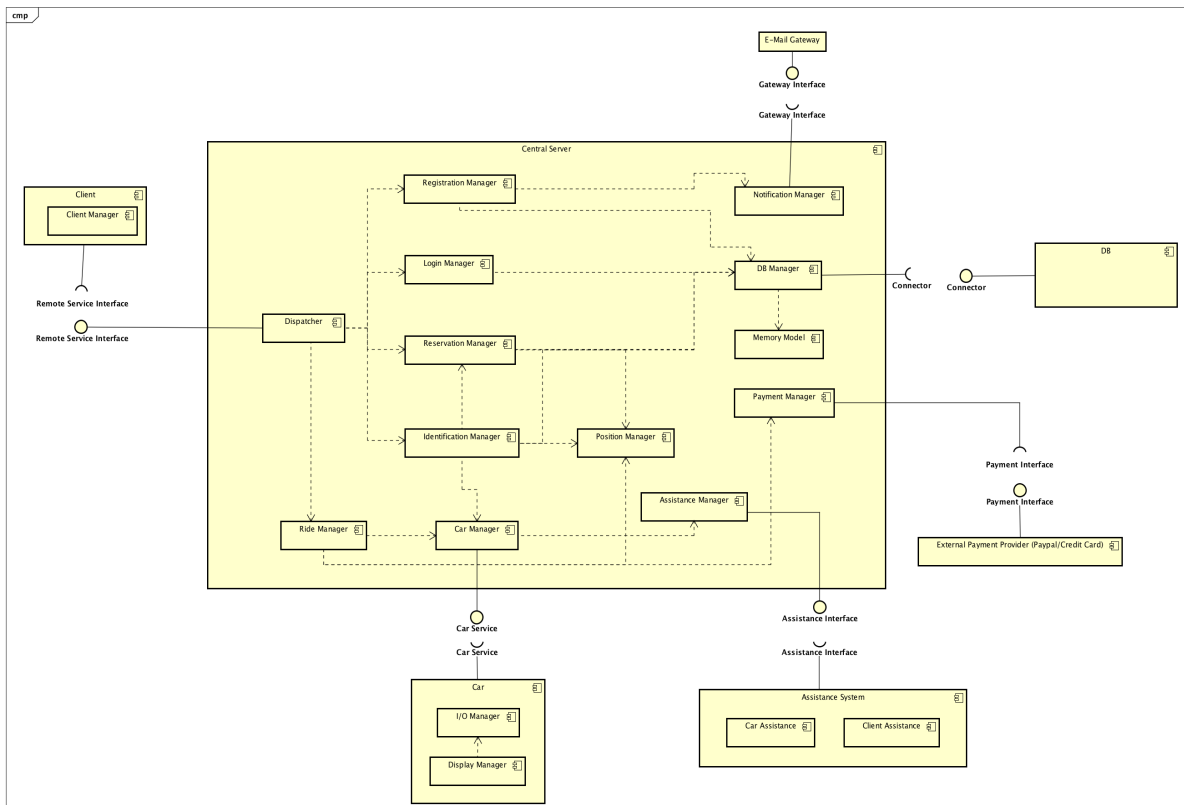 cmp
E-Mail Gateway
Gateway Interface
Gateway Interface
Central Server
Registration Manager
Notification Manager
Client
Client Manager
Login Manager
DB Manager
DB
Connector
Connector
Remote Service Interface
Remote Service Interface
Dispatcher
Reservation Manager
Memory Model
Payment Manager
Identification Manager
Position Manager
Payment Interface
Payment Interface
Assistance Manager
Ride Manager
Car Manager
External Payment Provider (Paypal/Credit Card)
Car Service
Car Service
Assistance Interface
Assistance Interface
Car
I/O Manager
Display Manager
Assistance System
Car Assistance
Client Assistance